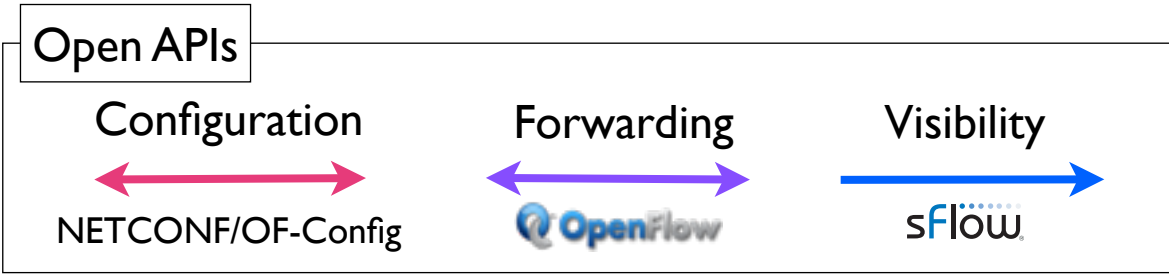 Open APIs
Configuration
Forwarding
Visibility
NETCONF/OF-Config
OpenFlow
sFlow